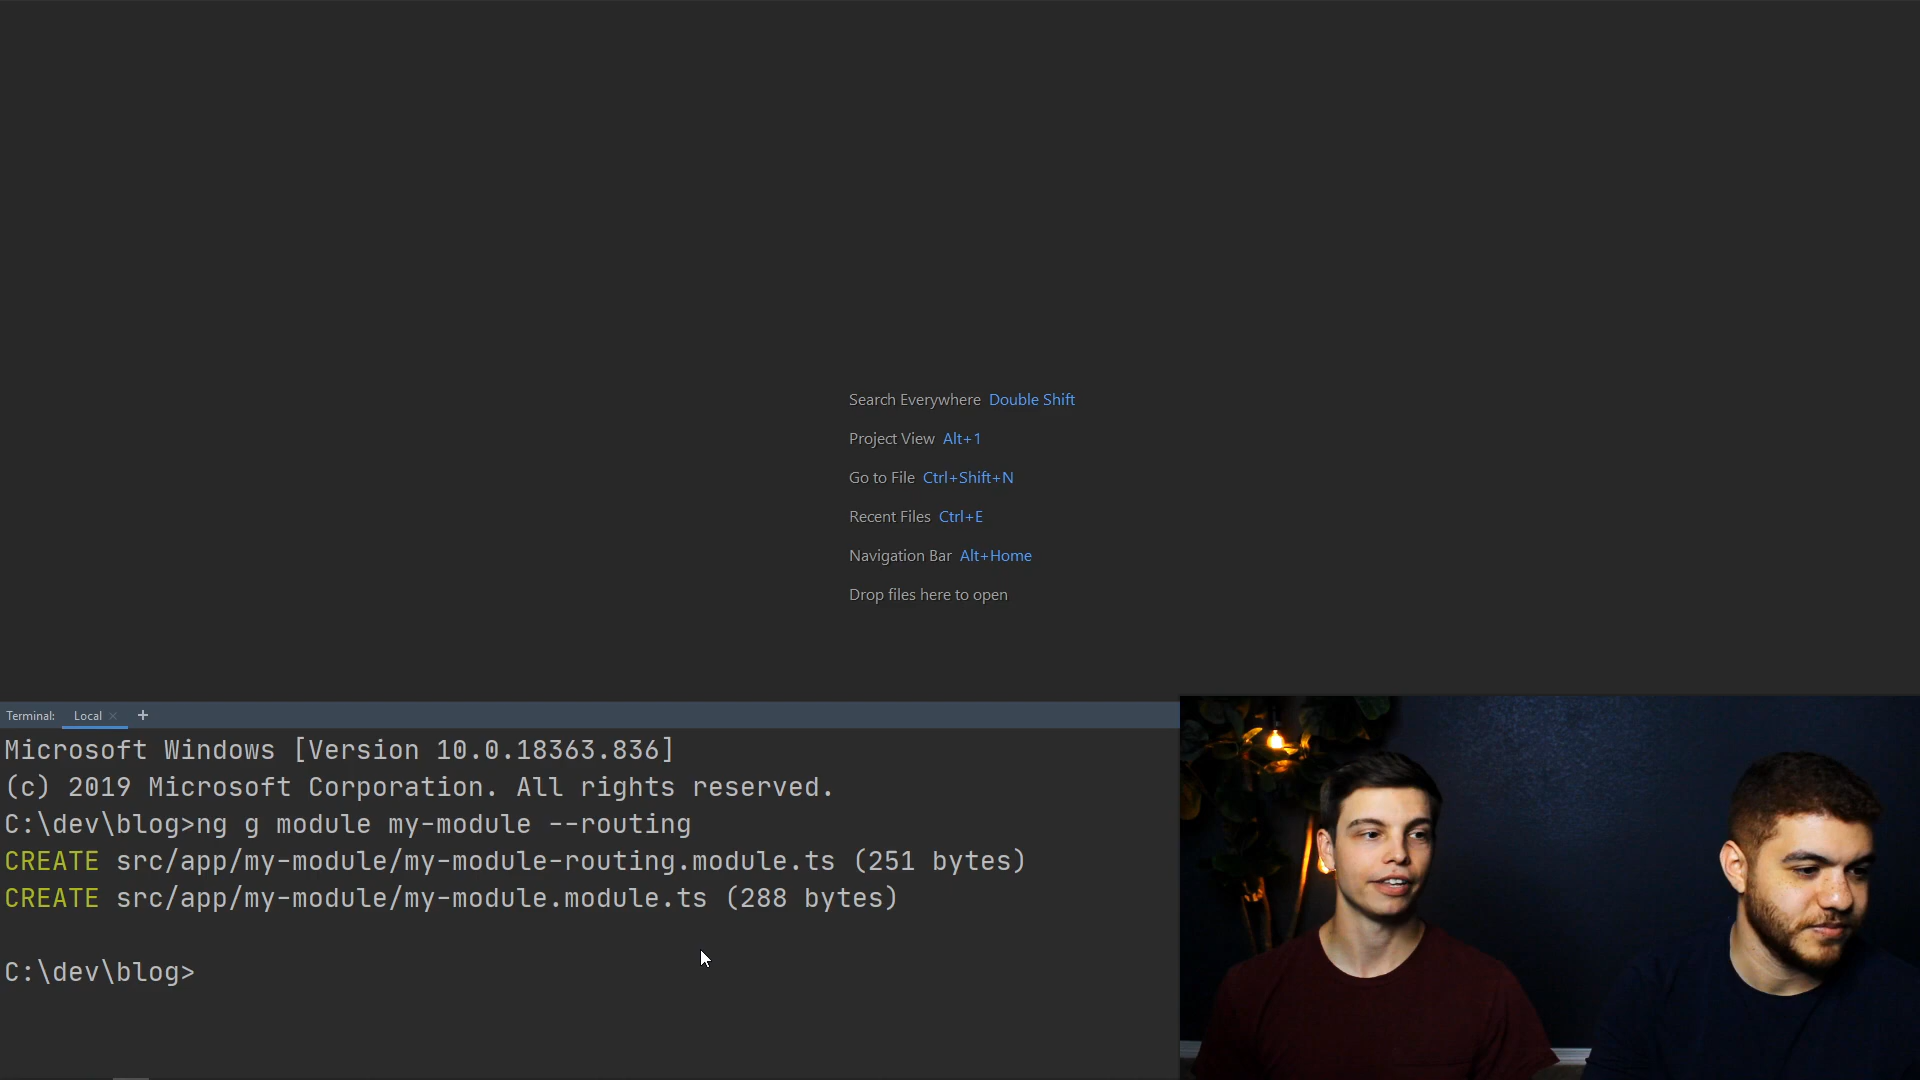 Search Everywhere Double Shift
Project View Alt+1
Go to File Ctrl+Shift+N
Recent Files Ctrl+E
Navigation Bar Alt+Home
Drop files here to open
Terminal: Local × +
Microsoft Windows [Version 10.0.18363.836]
(c) 2019 Microsoft Corporation. All rights reserved.
C:\dev\blog>ng g module my-module --routing
CREATE src/app/my-module/my-module-routing.module.ts (251 bytes)
CREATE src/app/my-module/my-module.module.ts (288 bytes)
C:\dev\blog>